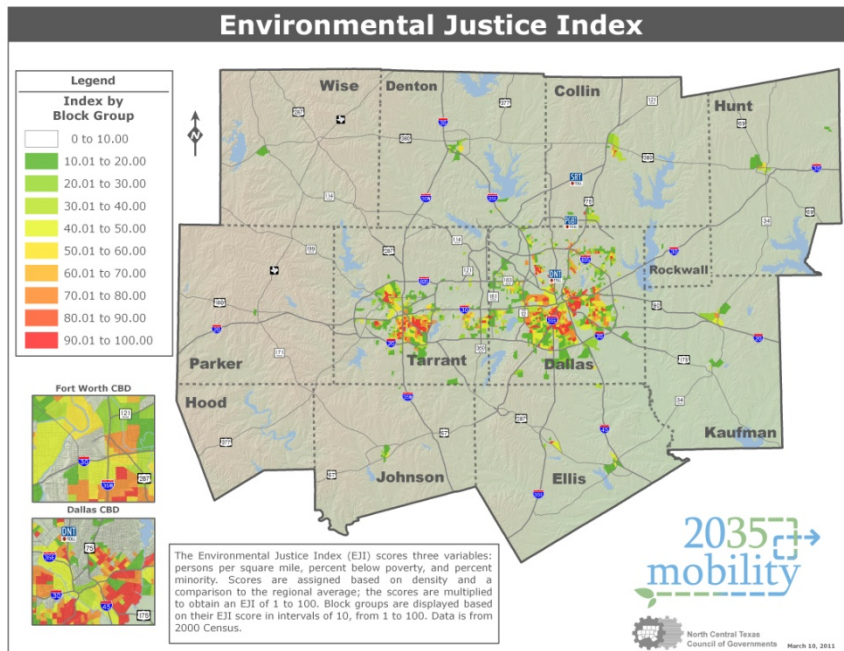 Environmental Justice Index
Legend
Index by
Block Group
0 to 10.00
10.01 to 20.00
20.01 to 30.00
30.01 to 40.00
40.01 to 50.00
50.01 to 60.00
60.01 to 70.00
70.01 to 80.00
80.01 to 90.00
90.01 to 100.00
N
Wise
Denton
Collin
Hunt
Rockwall
Parker
Tarrant
Dallas
Hood
Kaufman
Johnson
Ellis
SRT
DNT
Fort Worth CBD
121
287
Dallas CBD
DNT
75
175
The Environmental Justice Index (EJI) scores three variables:
persons per square mile, percent below poverty, and percent
minority. Scores are assigned based on density and a
comparison to the regional average; the scores are multiplied
to obtain an EJI of 1 to 100. Block groups are displayed based
on their EJI score in intervals of 10, from 1 to 100. Data is from
2000 Census.
2035
mobility
North Central Texas
Council of Governments
March 10, 2011